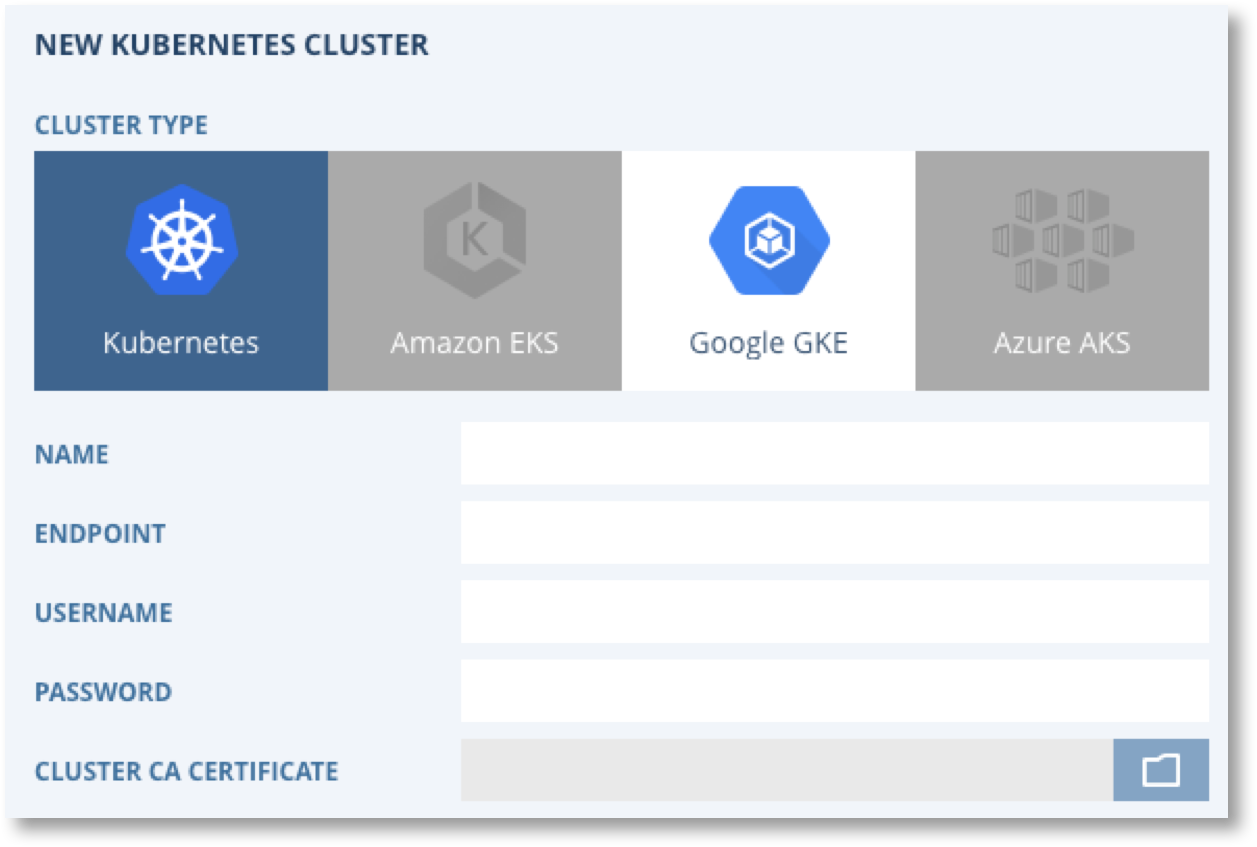 NEW KUBERNETES CLUSTER
CLUSTER TYPE
K
Kubernetes Amazon EKS Google GKE Azure AKS
NAME
ENDPOINT
USERNAME
PASSWORD
CLUSTER CA CERTIFICATE